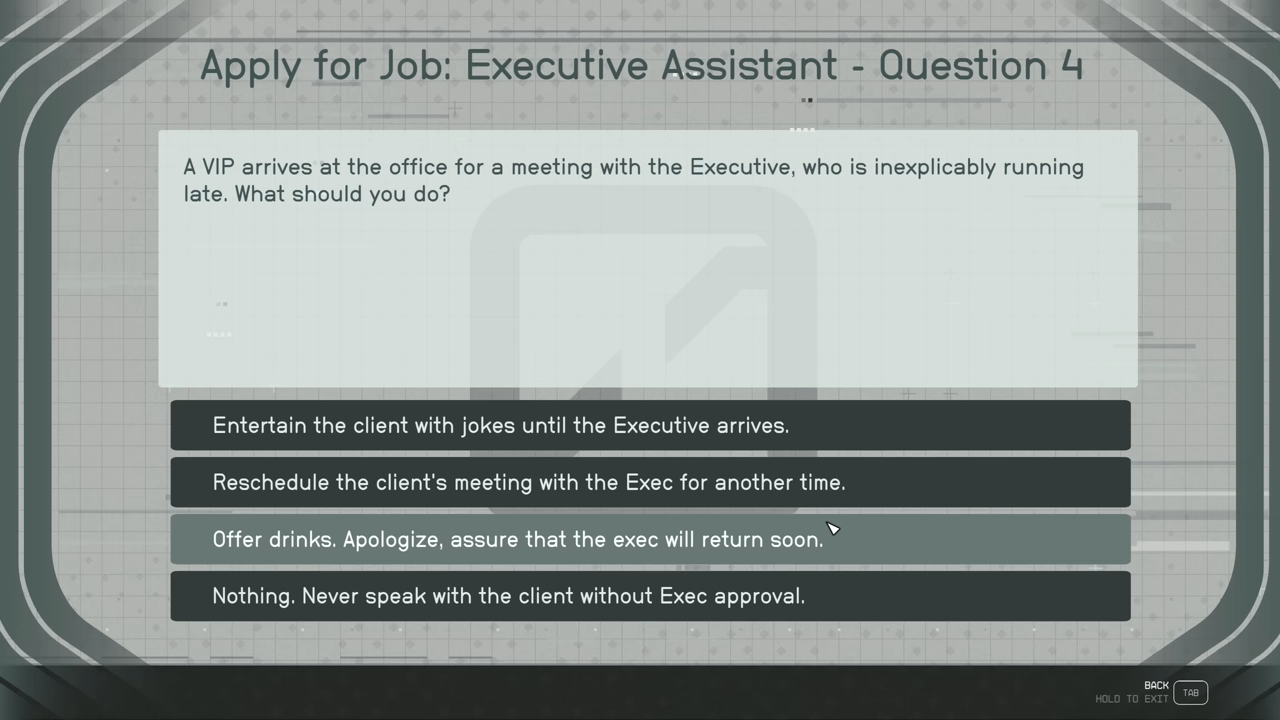 Apply for Job: Executive Assistant - Question 4
A VIP arrives at the office for a meeting with the Executive, who is inexplicably running
late. What should you do?
Entertain the client with jokes until the Executive arrives.
Reschedule the client's meeting with the Exec for another time.
Offer drinks. Apologize, assure that the exec will return soon.
Nothing. Never speak with the client without Exec approval.
BACK
HOLD TO EXIT
TAB